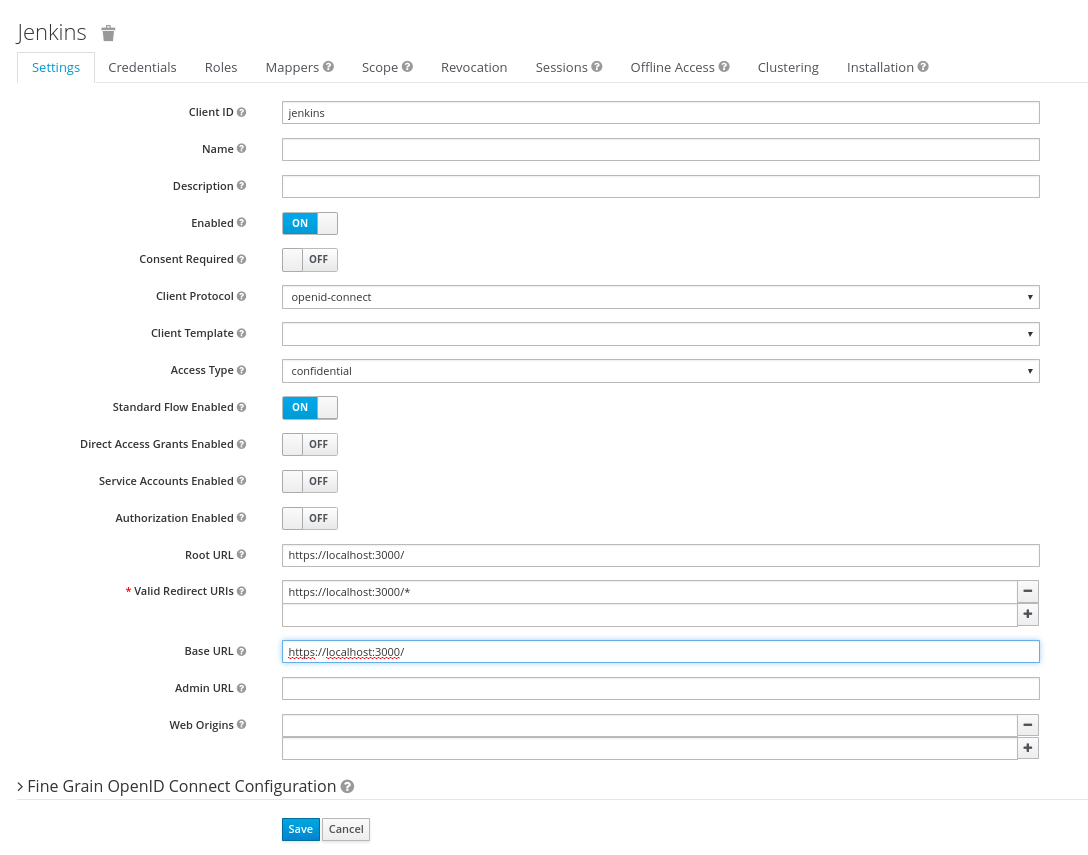 Jenkins
Settings Credentials Roles Mappers Scope Revocation Sessions Offline Access Clustering Installation
Client ID jenkins
Name
Description
Enabled ON
Consent Required OFF
Client Protocol openid-connect
Client Template
Access Type confidential
Standard Flow Enabled ON
Direct Access Grants Enabled OFF
Service Accounts Enabled OFF
Authorization Enabled OFF
Root URL https://localhost:3000/
* Valid Redirect URIs https://localhost:3000/*
Base URL https://localhost:3000/
Admin URL
Web Origins
Fine Grain OpenID Connect Configuration
Save Cancel